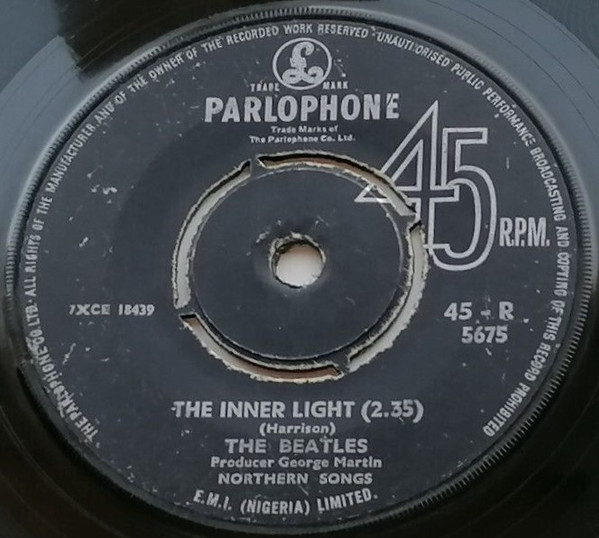 THE PARLOPHONE CO. LTD. · ALL RIGHTS OF THE MANUFACTURER AND OF THE OWNER OF THE RECORDED WORK RESERVED · UNAUTHORISED PUBLIC PERFORMANCE BROADCASTING AND COPYING OF THIS RECORD PROHIBITED
£
TRADE MARK
PARLOPHONE
Trade Marks of
The Parlophone Co. Ltd.
45 R.P.M.
7XCE 18439
45 - R
5675
THE INNER LIGHT (2.35)
(Harrison)
THE BEATLES
Producer George Martin
NORTHERN SONGS
E.M.I. (NIGERIA) LIMITED.